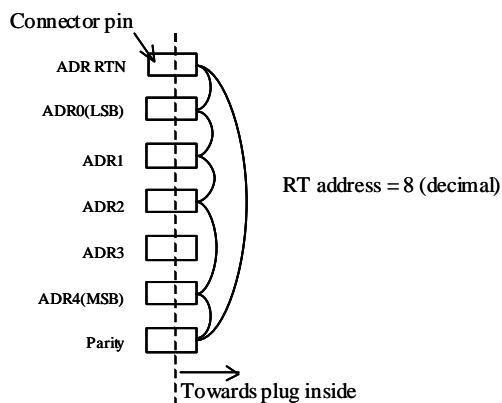 Connector pin
ADR RTN
ADR0(LSB)
ADR1
ADR2
RT address = 8 (decimal)
ADR3
ADR4(MSB)
Parity
Towards plug inside